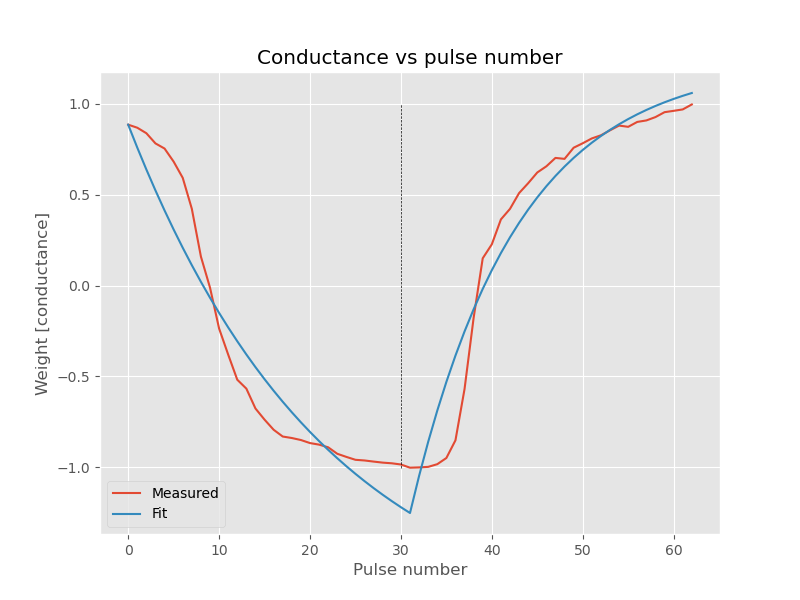 Conductance vs pulse number
Weight [conductance]
1.0
0.5
0.0
−0.5
−1.0
Measured
Fit
0 10 20 30 40 50 60
Pulse number